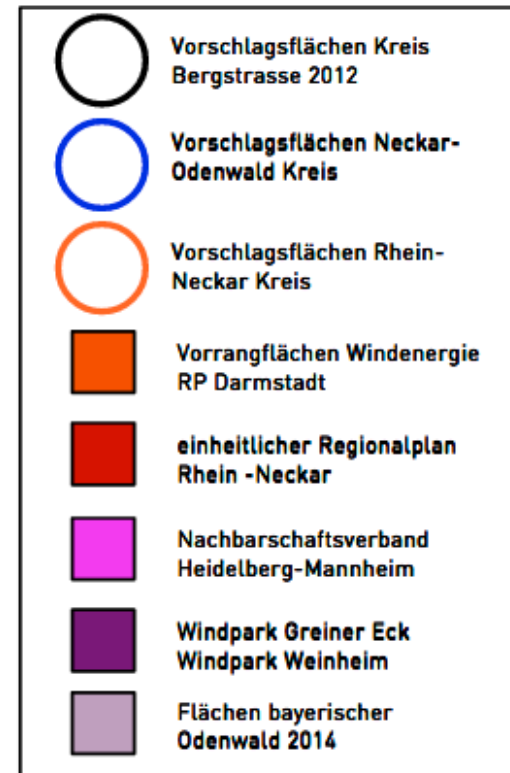 Vorschlagsflächen Kreis
Bergstrasse 2012
Vorschlagsflächen Neckar-
Odenwald Kreis
Vorschlagsflächen Rhein-
Neckar Kreis
Vorrangflächen Windenergie
RP Darmstadt
einheitlicher Regionalplan
Rhein -Neckar
Nachbarschaftsverband
Heidelberg-Mannheim
Windpark Greiner Eck
Windpark Weinheim
Flächen bayerischer
Odenwald 2014